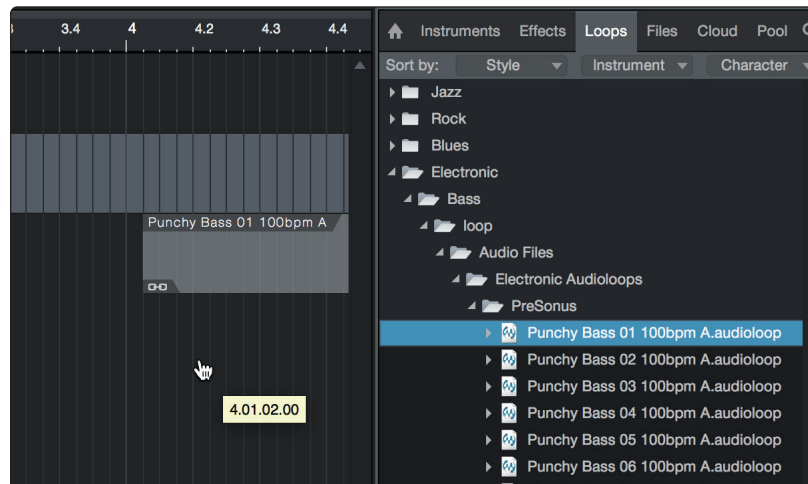 3.4 4 4.2 4.3 4.4
Punchy Bass 01 100bpm A
4.01.02.00
Instruments Effects Loops Files Cloud Pool
Sort by: Style Instrument Character
Jazz
Rock
Blues
Electronic
Bass
loop
Audio Files
Electronic Audioloops
PreSonus
Punchy Bass 01 100bpm A.audioloop
Punchy Bass 02 100bpm A.audioloop
Punchy Bass 03 100bpm A.audioloop
Punchy Bass 04 100bpm A.audioloop
Punchy Bass 05 100bpm A.audioloop
Punchy Bass 06 100bpm A.audioloop